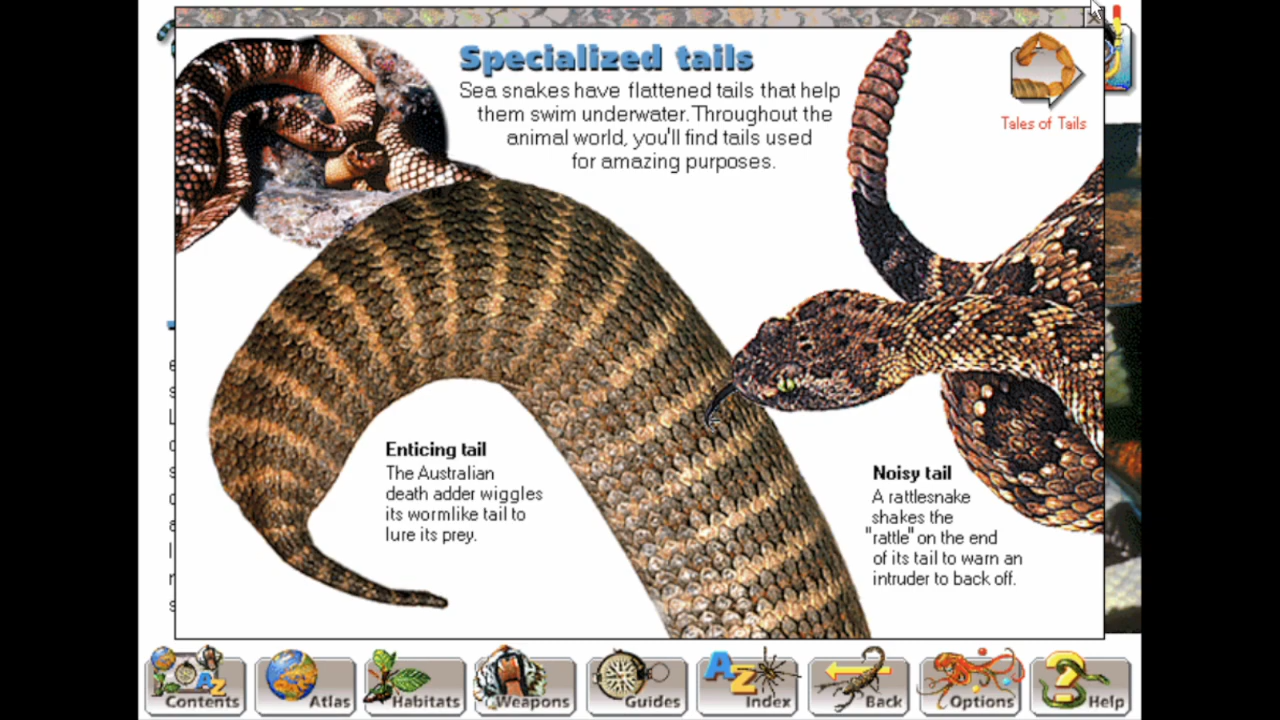 Specialized tails
Sea snakes have flattened tails that help
them swim underwater. Throughout the
animal world, you'll find tails used
for amazing purposes.
Tales of Tails
Enticing tail
The Australian
death adder wiggles
its wormlike tail to
lure its prey.
Noisy tail
A rattlesnake
shakes the
"rattle" on the end
of its tail to warn an
intruder to back off.
Contents
Atlas
Habitats
Weapons
Guides
A Z
Index
Back
Options
?
Help